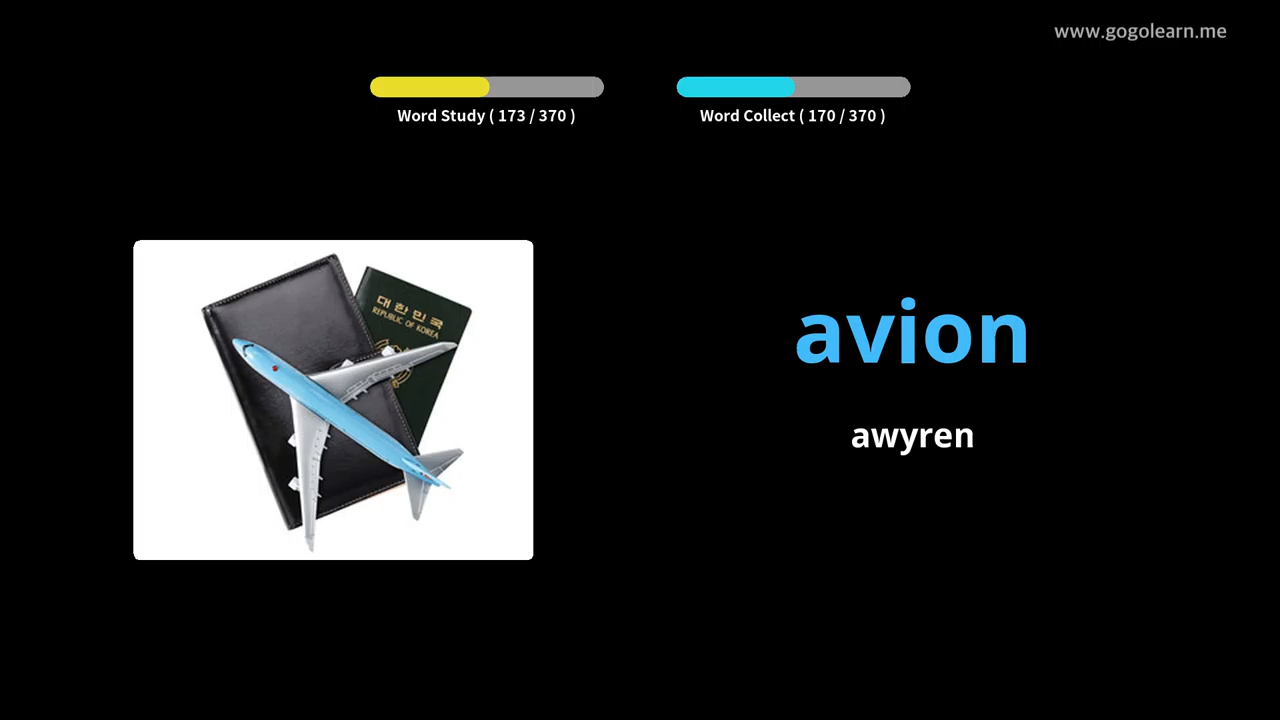 www.gogolearn.me
Word Study ( 173 / 370 )
Word Collect ( 170 / 370 )
대한민국
REPUBLIC OF KOREA
avion
awyren